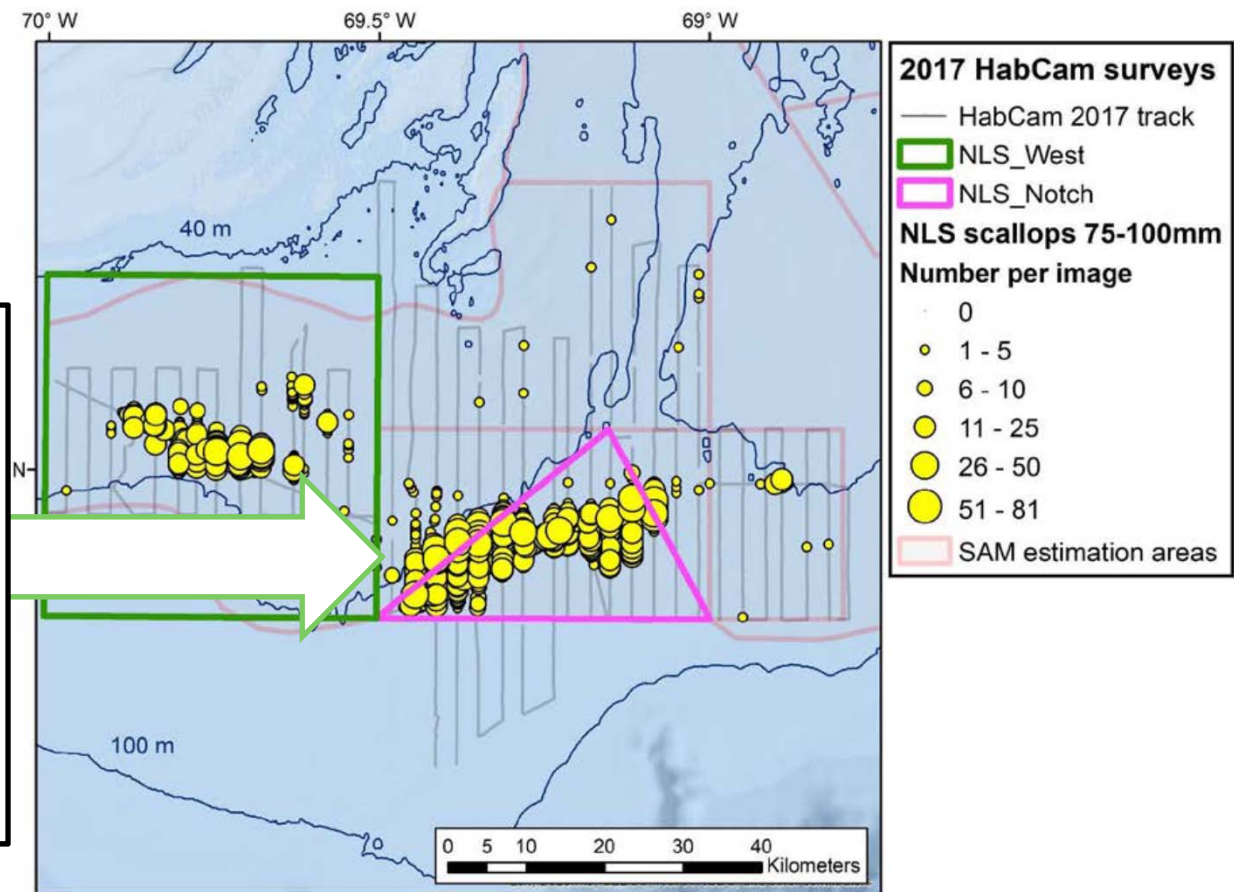 70° W
69.5° W
69° W
40 m
N
100 m
0 5 10 20 30 40
Kilometers
2017 HabCam surveys
HabCam 2017 track
NLS_West
NLS_Notch
NLS scallops 75-100mm
Number per image
0
1 - 5
6 - 10
11 - 25
26 - 50
51 - 81
SAM estimation areas